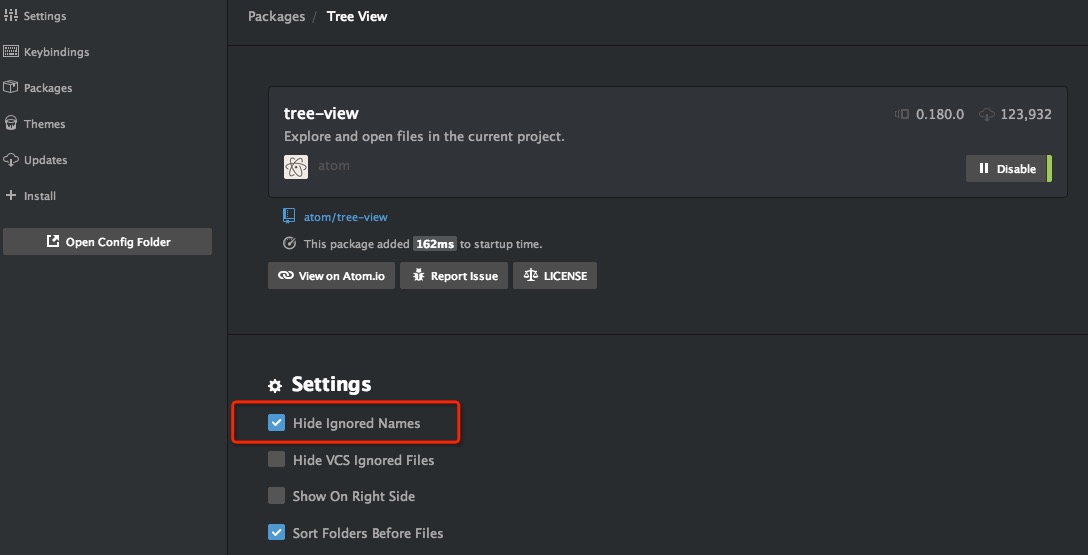 Settings
Keybindings
Packages
Themes
Updates
Install
Open Config Folder
Packages / Tree View
tree-view
0.180.0 123,932
Explore and open files in the current project.
atom
Disable
atom/tree-view
This package added 162ms to startup time.
View on Atom.io Report Issue LICENSE
Settings
Hide Ignored Names
Hide VCS Ignored Files
Show On Right Side
Sort Folders Before Files